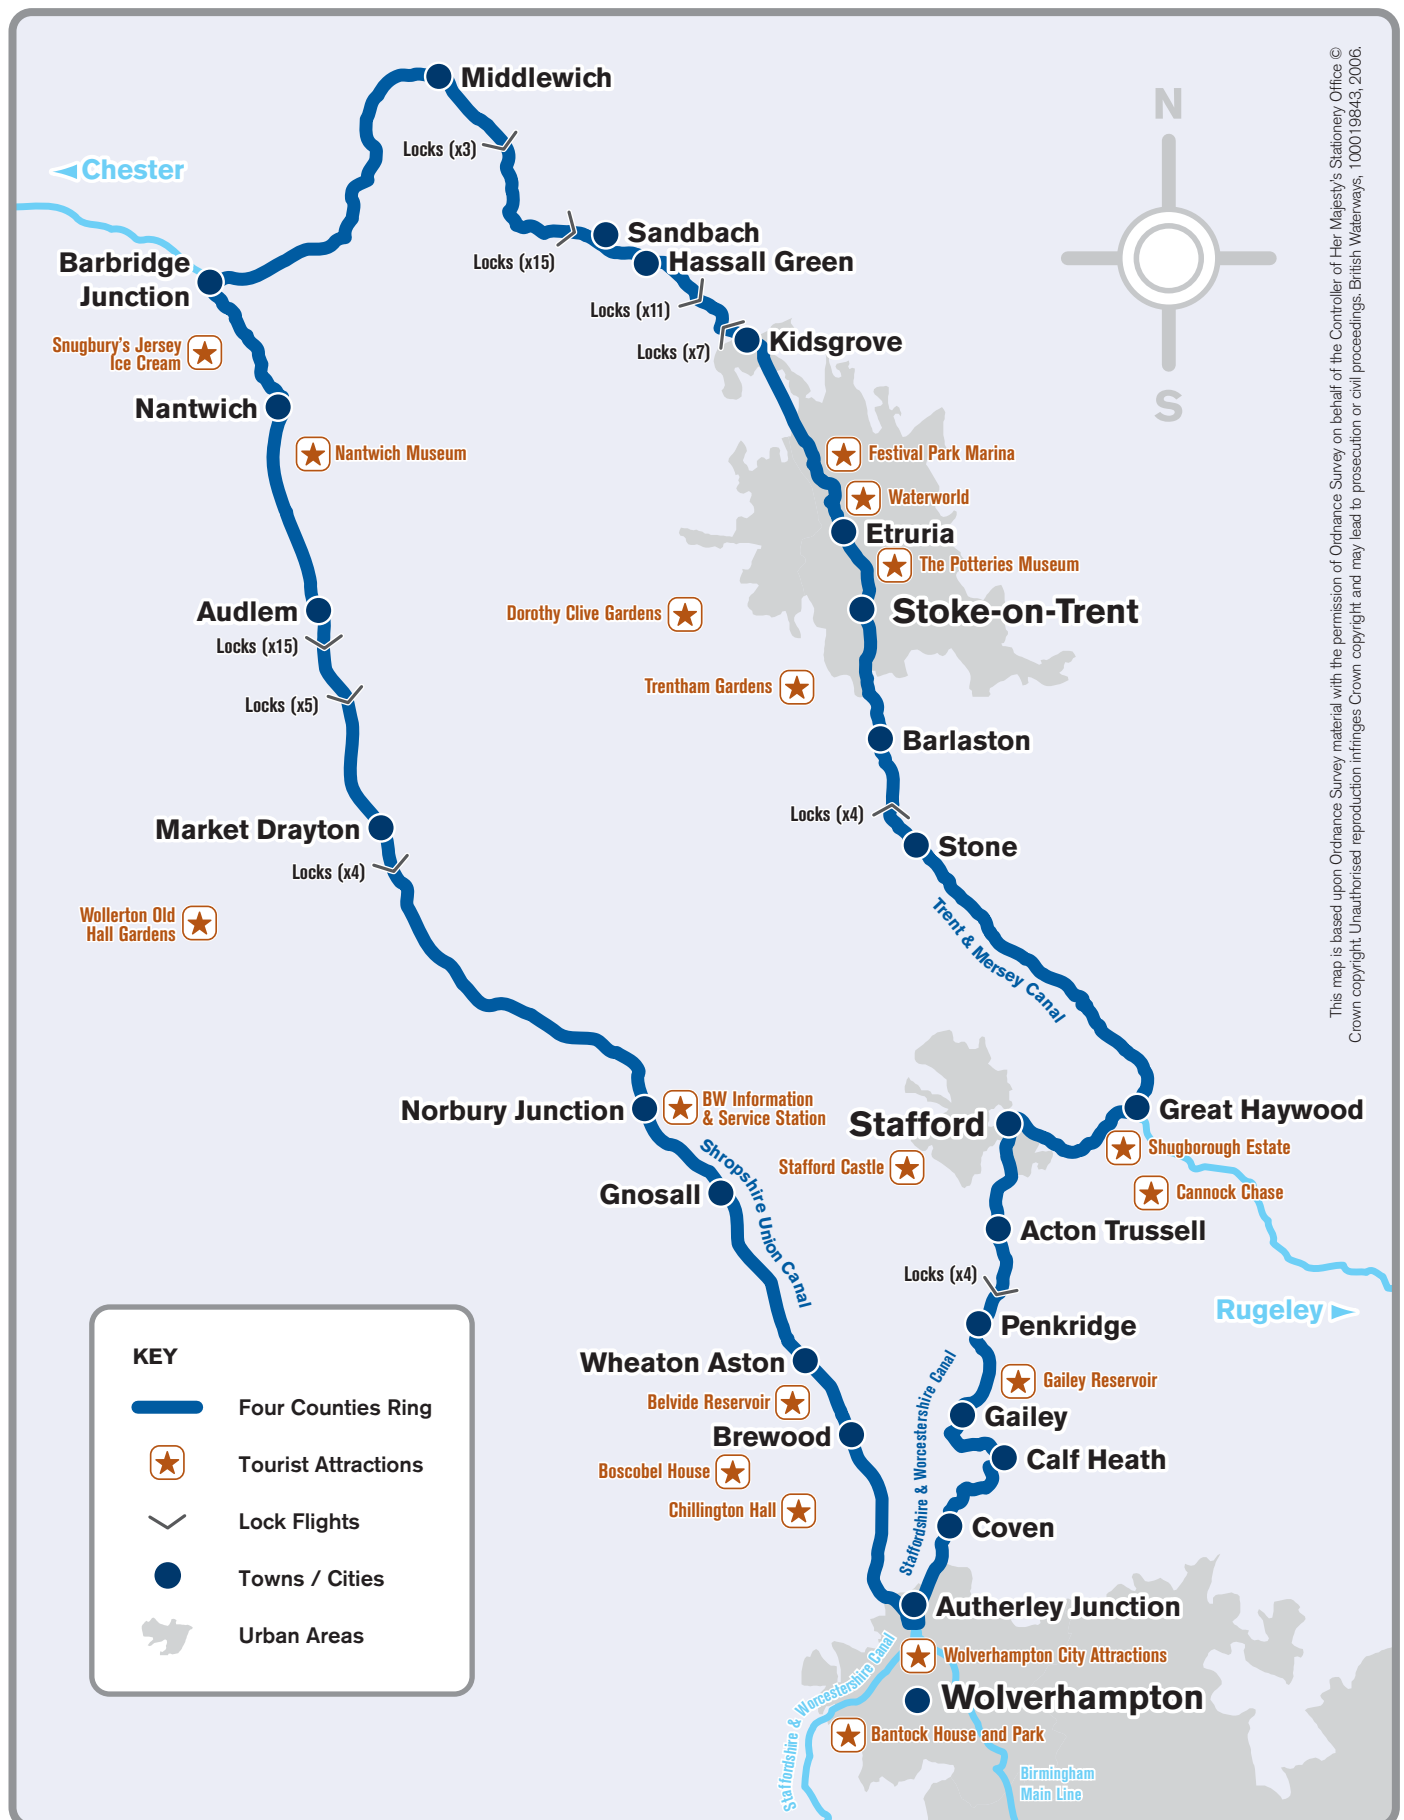 Middlewich
N
Locks (x3)
Chester
Sandbach
Locks (x15)
Hassall Green
Barbridge
Junction
Locks (x11)
Kidsgrove
Locks (x7)
Snugbury's Jersey
Ice Cream
S
Nantwich
Nantwich Museum
Festival Park Marina
Waterworld
Etruria
The Potteries Museum
Audlem
Dorothy Clive Gardens
Stoke-on-Trent
Locks (x15)
Trentham Gardens
Locks (x5)
Barlaston
Locks (x4)
Market Drayton
Stone
Locks (x4)
Wollerton Old
Hall Gardens
Trent & Mersey Canal
Norbury Junction
BW Information
& Service Station
Stafford
Great Haywood
Shugborough Estate
Stafford Castle
Cannock Chase
Gnosall
Shropshire Union Canal
Acton Trussell
Locks (x4)
Rugeley
Penkridge
Wheaton Aston
Gailey Reservoir
Belvide Reservoir
Gailey
Brewood
Staffordshire & Worcestershire Canal
Calf Heath
Boscobel House
Chillington Hall
Coven
Autherley Junction
Wolverhampton City Attractions
Staffordshire & Worcestershire Canal
Wolverhampton
Bantock House and Park
Birmingham
Main Line
KEY
Four Counties Ring
Tourist Attractions
Lock Flights
Towns / Cities
Urban Areas
This map is based upon Ordnance Survey material with the permission of Ordnance Survey on behalf of the Controller of Her Majesty's Stationery Office ©
Crown copyright. Unauthorised reproduction infringes Crown copyright and may lead to prosecution or civil proceedings. British Waterways, 100019843, 2006.